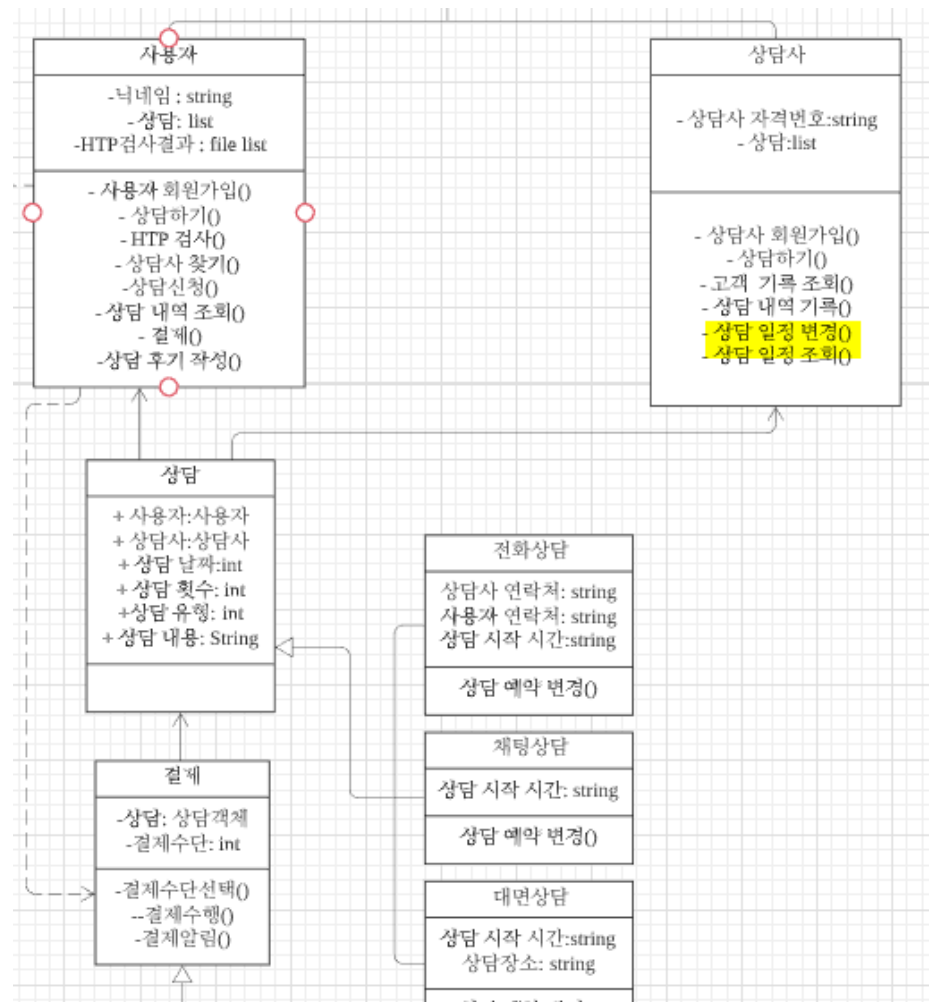 사용자
-닉네임 : string
- 상담: list
-HTP검사결과 : file list
- 사용자 회원가입()
- 상담하기()
- HTP 검사()
- 상담사 찾기()
-상담신청()
- 상담 내역 조회()
- 결제()
-상담 후기 작성()
상담사
- 상담사 자격번호:string
- 상담:list
- 상담사 회원가입()
- 상담하기()
- 고객 기록 조회()
- 상담 내역 기록()
- 상담 일정 변경()
- 상담 일정 조회()
상담
+ 사용자:사용자
+ 상담사:상담사
+ 상담 날짜:int
+ 상담 횟수: int
+상담 유형: int
+ 상담 내용: String
전화상담
상담사 연락처: string
사용자 연락처: string
상담 시작 시간:string
상담 예약 변경()
채팅상담
상담 시작 시간: string
상담 예약 변경()
결제
-상담: 상담객체
-결제수단: int
-결제수단선택()
--결제수행()
-결제알림()
대면상담
상담 시작 시간:string
상담장소: string